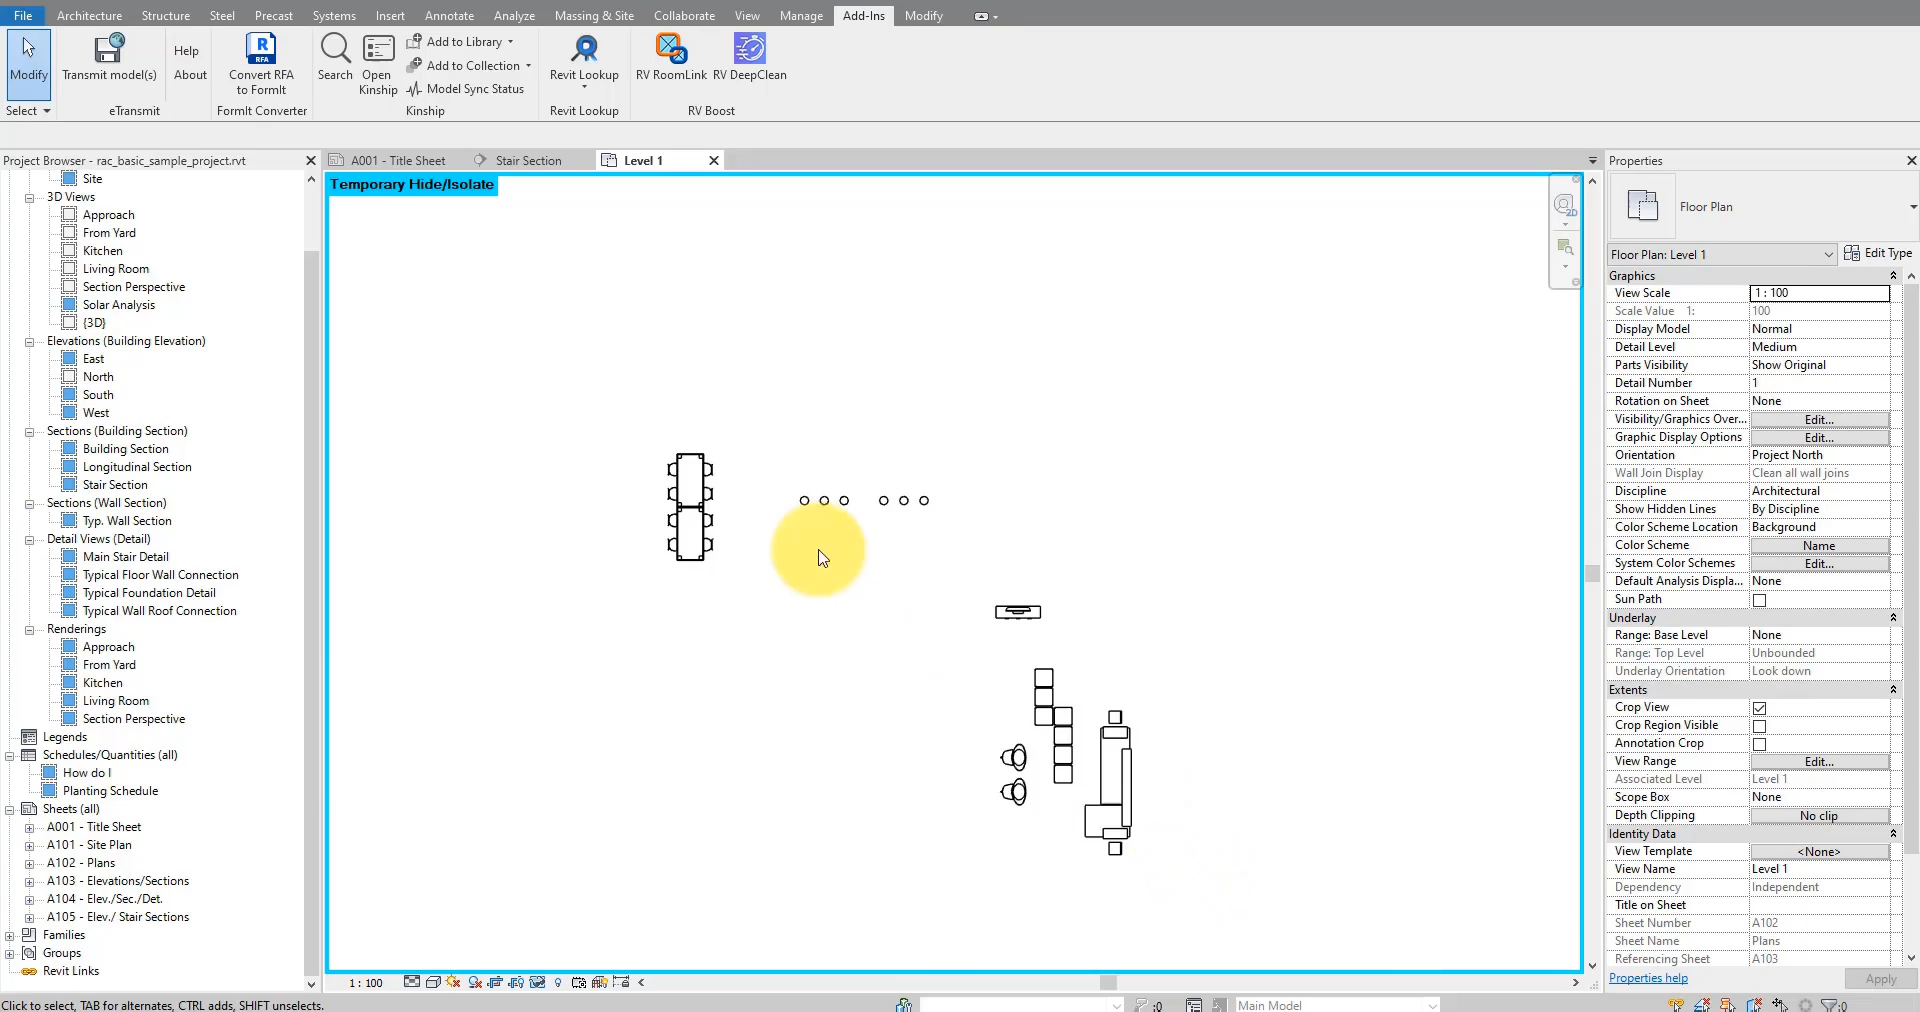 File Architecture Structure Steel Precast Systems Insert Annotate Analyze Massing & Site Collaborate View Manage Add-Ins Modify
Modify
Select
Transmit model(s)
eTransmit
Help
About
Convert RFA
to FormIt
FormIt Converter
Search
Open
Kinship
Add to Library
Add to Collection
Model Sync Status
Kinship
Revit Lookup
Revit Lookup
RV RoomLink RV DeepClean
RV Boost
Project Browser - rac_basic_sample_project.rvt
Site
3D Views
Approach
From Yard
Kitchen
Living Room
Section Perspective
Solar Analysis
{3D}
Elevations (Building Elevation)
East
North
South
West
Sections (Building Section)
Building Section
Longitudinal Section
Stair Section
Sections (Wall Section)
Typ. Wall Section
Detail Views (Detail)
Main Stair Detail
Typical Floor Wall Connection
Typical Foundation Detail
Typical Wall Roof Connection
Renderings
Approach
From Yard
Kitchen
Living Room
Section Perspective
Legends
Schedules/Quantities (all)
How do I
Planting Schedule
Sheets (all)
A001 - Title Sheet
A101 - Site Plan
A102 - Plans
A103 - Elevations/Sections
A104 - Elev./Sec./Det.
A105 - Elev./ Stair Sections
Families
Groups
Revit Links
A001 - Title Sheet Stair Section Level 1
Temporary Hide/Isolate
2D
1 : 100
Properties
Floor Plan
Floor Plan: Level 1 Edit Type
Graphics
View Scale 1 : 100
Scale Value 1: 100
Display Model Normal
Detail Level Medium
Parts Visibility Show Original
Detail Number 1
Rotation on Sheet None
Visibility/Graphics Over... Edit...
Graphic Display Options Edit...
Orientation Project North
Wall Join Display Clean all wall joins
Discipline Architectural
Show Hidden Lines By Discipline
Color Scheme Location Background
Color Scheme Name
System Color Schemes Edit...
Default Analysis Displa... None
Sun Path
Underlay
Range: Base Level None
Range: Top Level Unbounded
Underlay Orientation Look down
Extents
Crop View
Crop Region Visible
Annotation Crop
View Range Edit...
Associated Level Level 1
Scope Box None
Depth Clipping No clip
Identity Data
View Template <None>
View Name Level 1
Dependency Independent
Title on Sheet
Sheet Number A102
Sheet Name Plans
Referencing Sheet A103
Properties help Apply
Click to select, TAB for alternates, CTRL adds, SHIFT unselects. :0 Main Model :0